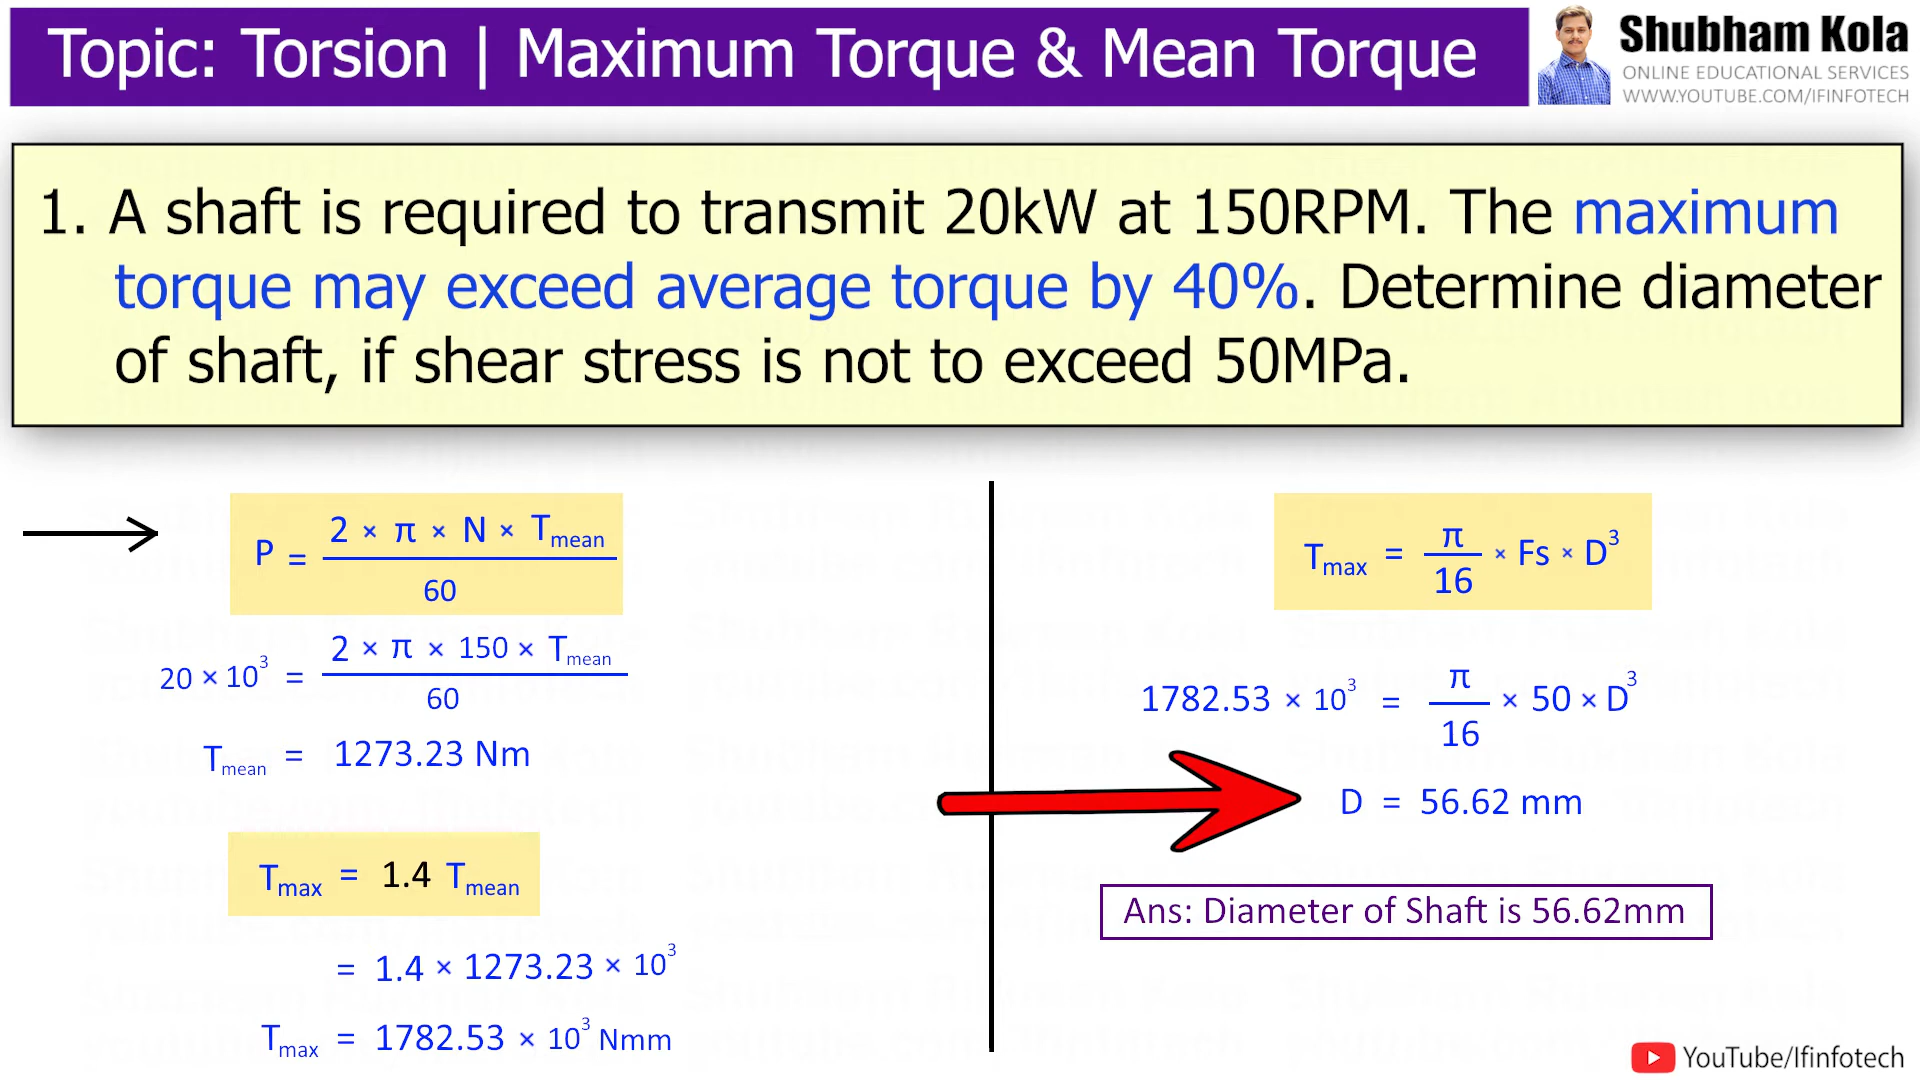 Topic: Torsion | Maximum Torque & Mean Torque
Shubham Kola
ONLINE EDUCATIONAL SERVICES
WWW.YOUTUBE.COM/IFINFOTECH
1. A shaft is required to transmit 20kW at 150RPM. The maximum
torque may exceed average torque by 40%. Determine diameter
of shaft, if shear stress is not to exceed 50MPa.
P = 2 × π × N × Tmean / 60
20 × 10³ = 2 × π × 150 × Tmean / 60
Tmean = 1273.23 Nm
Tmax = 1.4 Tmean
= 1.4 × 1273.23 × 10³
Tmax = 1782.53 × 10³ Nmm
Tmax = π / 16 × Fs × D³
1782.53 × 10³ = π / 16 × 50 × D³
D = 56.62 mm
Ans: Diameter of Shaft is 56.62mm
YouTube/Ifinfotech